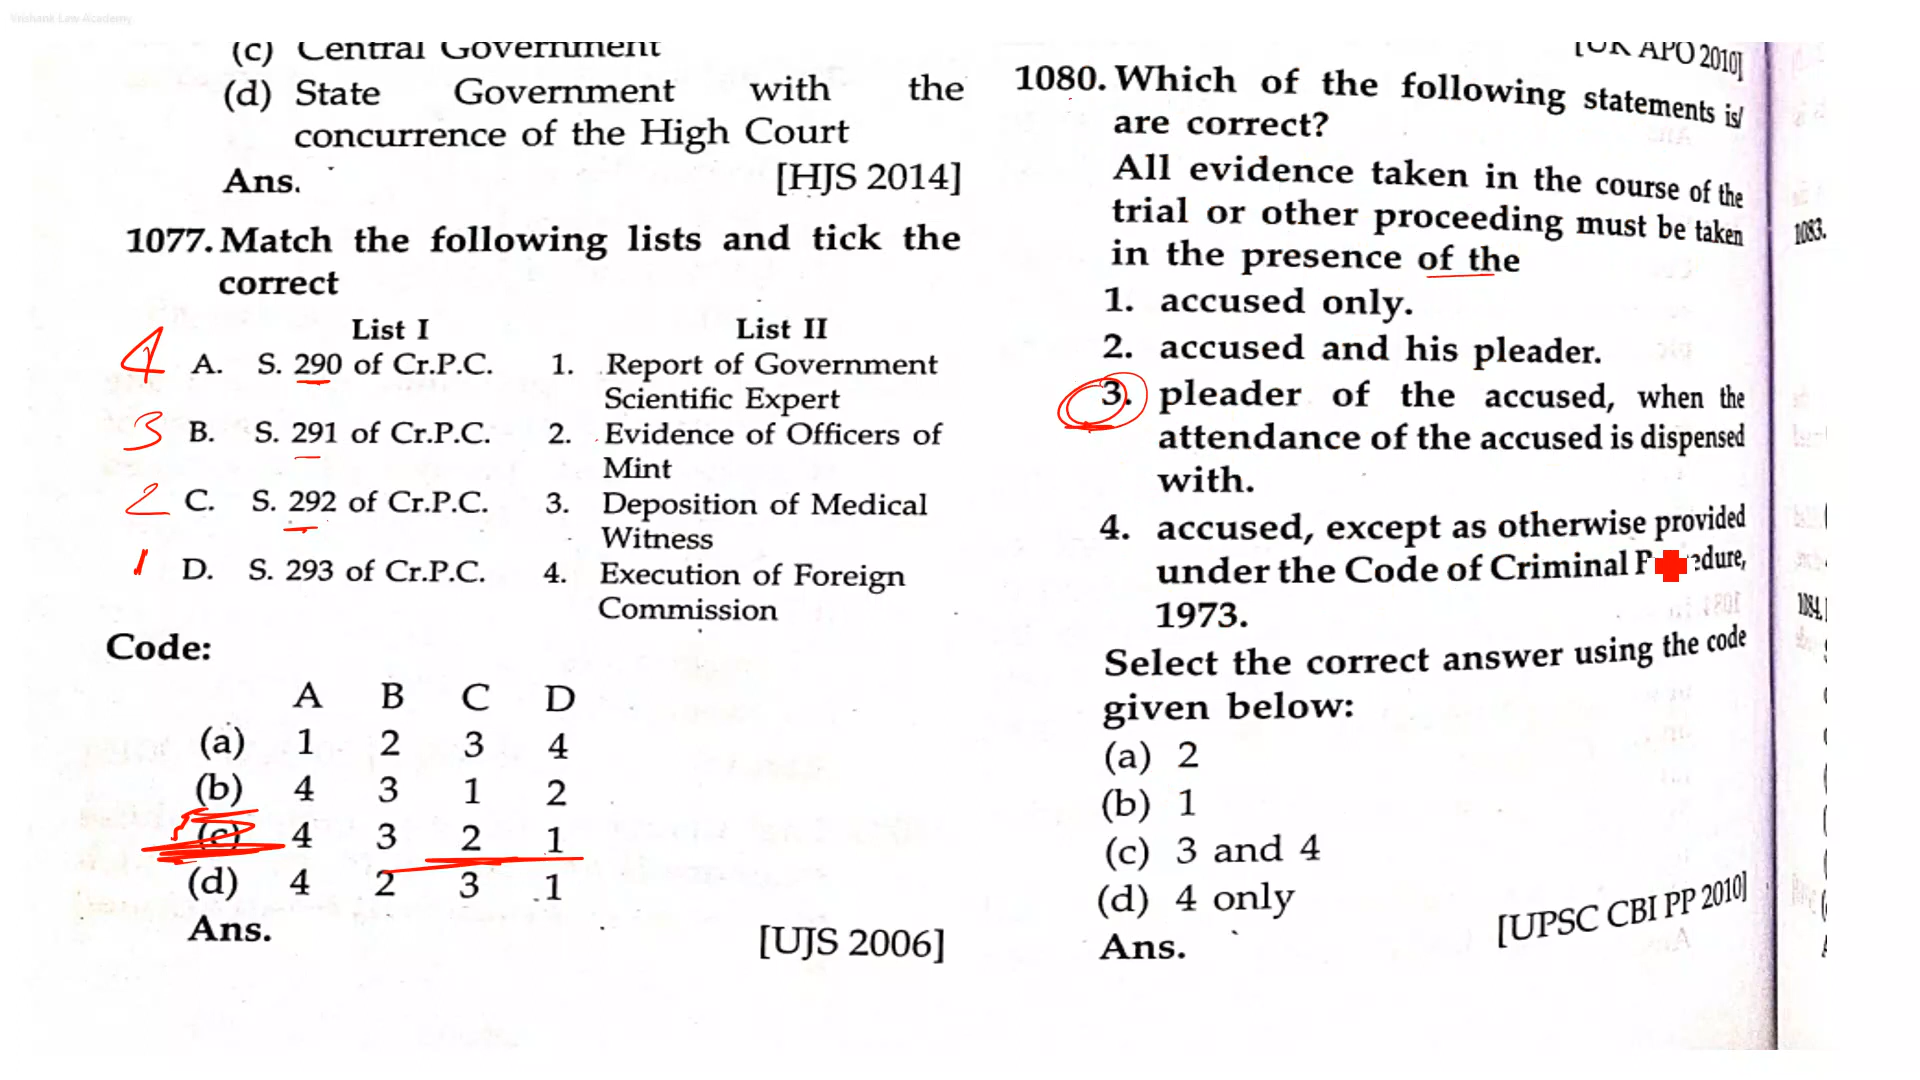 Vrishank Law Academy
(c) Central Government
(d) State Government with the
concurrence of the High Court
Ans. [HJS 2014]
1077. Match the following lists and tick the
correct
List I List II
4 A. S. 290 of Cr.P.C. 1. Report of Government
Scientific Expert
3 B. S. 291 of Cr.P.C. 2. Evidence of Officers of
Mint
2 C. S. 292 of Cr.P.C. 3. Deposition of Medical
Witness
1 D. S. 293 of Cr.P.C. 4. Execution of Foreign
Commission
Code:
A B C D
(a) 1 2 3 4
(b) 4 3 1 2
(c) 4 3 2 1
(d) 4 2 3 1
Ans.
[UJS 2006]
[UK APO 2010]
1080. Which of the following statements is/
are correct?
All evidence taken in the course of the
trial or other proceeding must be taken
in the presence of the
1. accused only.
2. accused and his pleader.
3. pleader of the accused, when the
attendance of the accused is dispensed
with.
4. accused, except as otherwise provided
under the Code of Criminal
1973.
Select the correct answer using the code
given below:
(a) 2
(b) 1
(c) 3 and 4
(d) 4 only
[UPSC CBI PP 2010]
Ans.
1083.
1084.